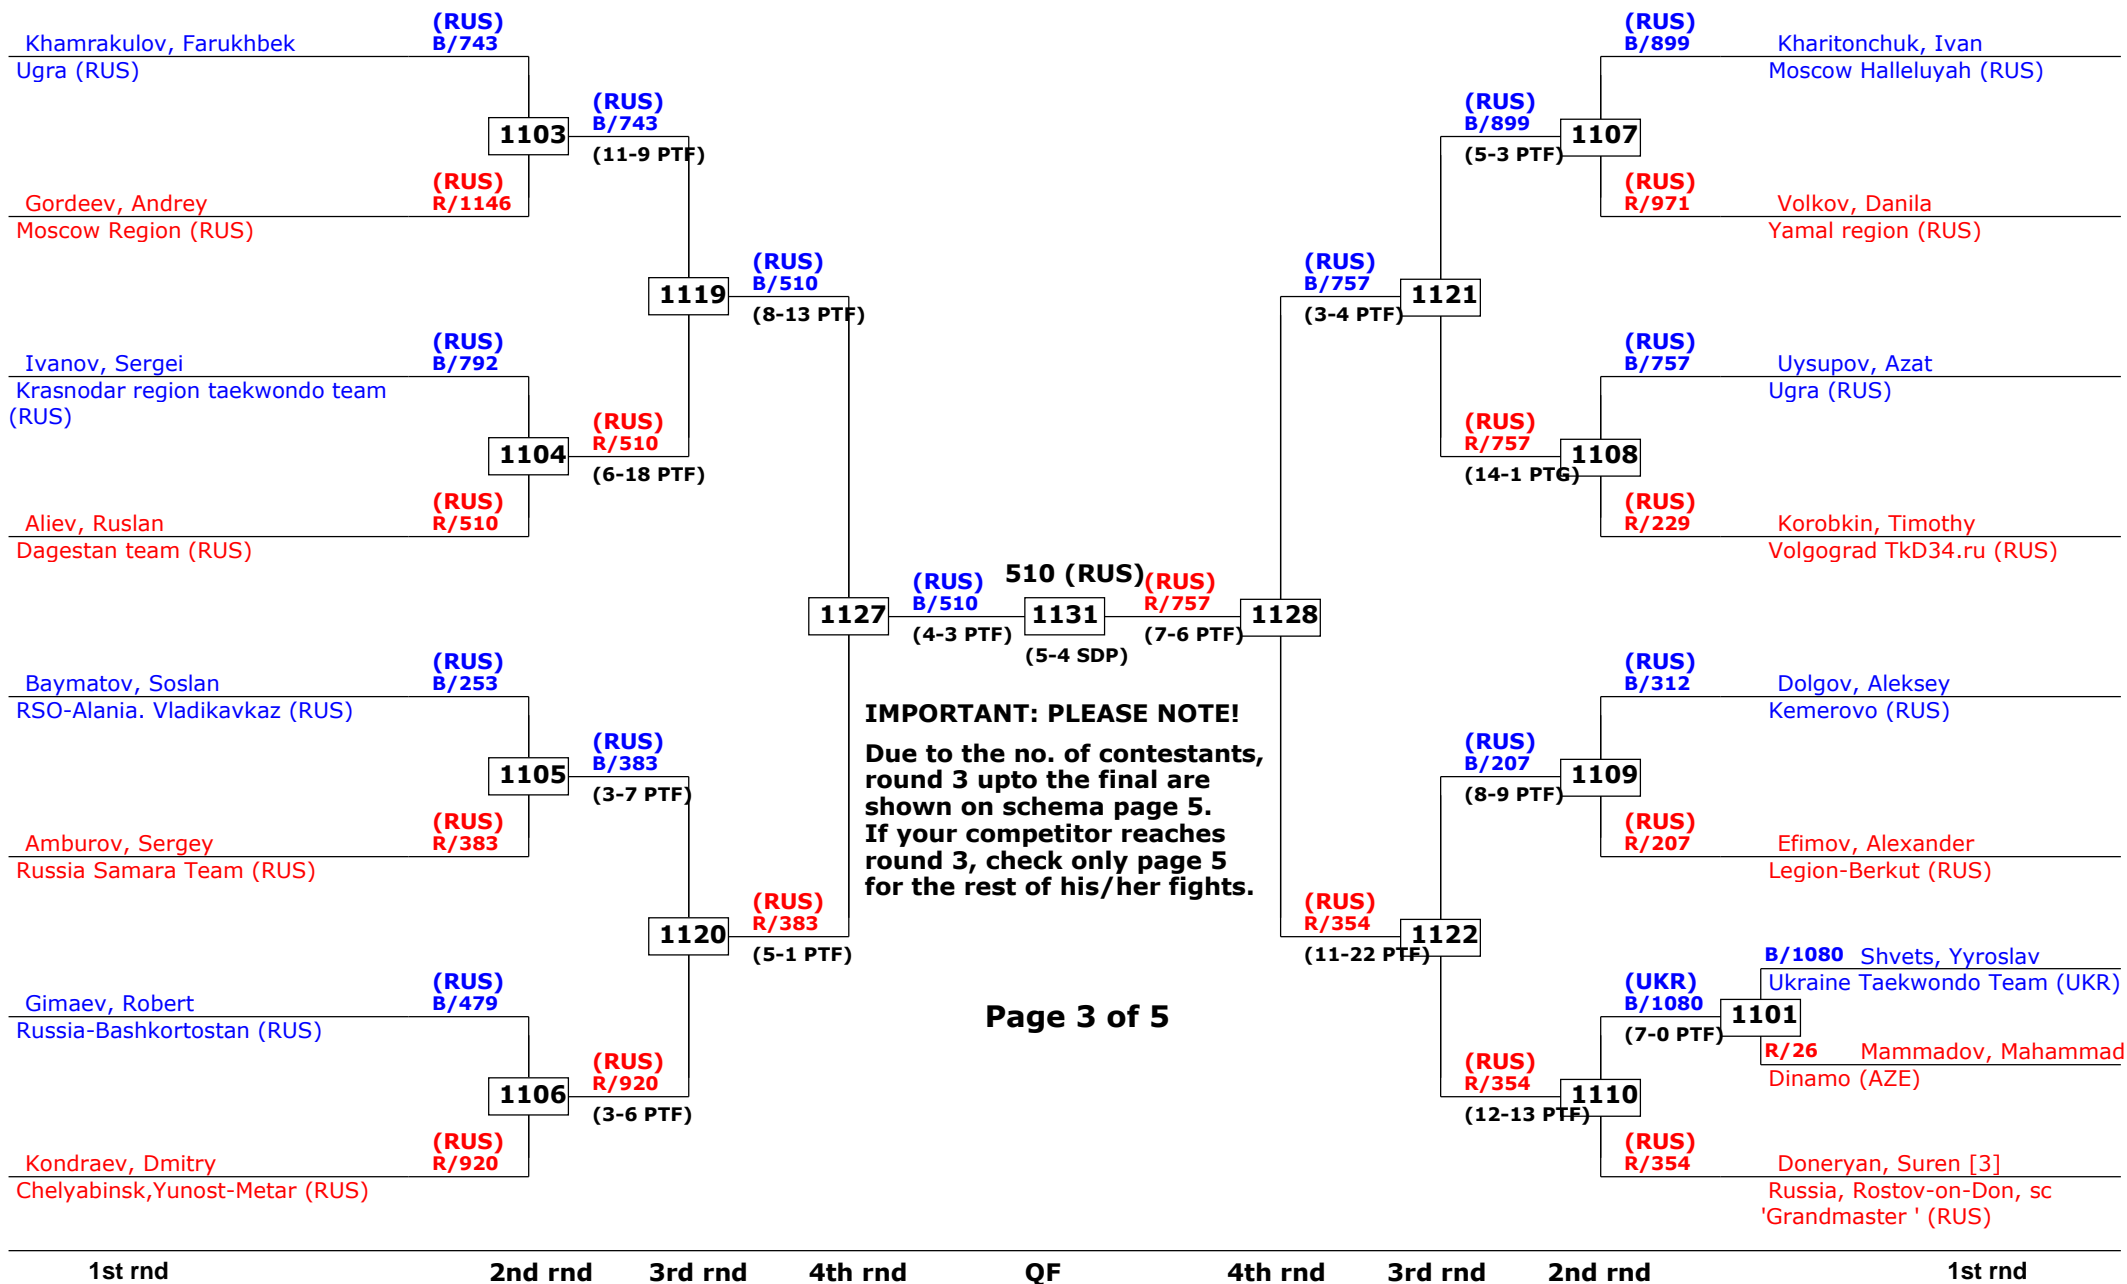 (RUS)
Khamrakulov, Farukhbek B/743
Ugra (RUS)
(RUS)
B/743
1103
(11-9 PTF)
(RUS)
Gordeev, Andrey R/1146
Moscow Region (RUS)
(RUS)
B/510
1119
(8-13 PTF)
(RUS)
Ivanov, Sergei B/792
Krasnodar region taekwondo team
(RUS)
(RUS)
R/510
1104
(6-18 PTF)
(RUS)
Aliev, Ruslan R/510
Dagestan team (RUS)
(RUS)
B/510
1127
(4-3 PTF)
(RUS)
Baymatov, Soslan B/253
RSO-Alania. Vladikavkaz (RUS)
(RUS)
B/383
1105
(3-7 PTF)
(RUS)
Amburov, Sergey R/383
Russia Samara Team (RUS)
(RUS)
R/383
1120
(5-1 PTF)
(RUS)
Gimaev, Robert B/479
Russia-Bashkortostan (RUS)
(RUS)
R/920
1106
(3-6 PTF)
(RUS)
Kondraev, Dmitry R/920
Chelyabinsk,Yunost-Metar (RUS)
510 (RUS)
1131
(5-4 SDP)
IMPORTANT: PLEASE NOTE!
Due to the no. of contestants,
round 3 upto the final are
shown on schema page 5.
If your competitor reaches
round 3, check only page 5
for the rest of his/her fights.
Page 3 of 5
(RUS)
B/899 Kharitonchuk, Ivan
Moscow Halleluyah (RUS)
(RUS)
B/899
1107
(5-3 PTF)
(RUS)
R/971 Volkov, Danila
Yamal region (RUS)
(RUS)
B/757
1121
(3-4 PTF)
(RUS)
B/757 Uysupov, Azat
Ugra (RUS)
(RUS)
R/757
1108
(14-1 PTG)
(RUS)
R/229 Korobkin, Timothy
Volgograd TkD34.ru (RUS)
(RUS)
R/757
1128
(7-6 PTF)
(RUS)
B/312 Dolgov, Aleksey
Kemerovo (RUS)
(RUS)
B/207
1109
(8-9 PTF)
(RUS)
R/207 Efimov, Alexander
Legion-Berkut (RUS)
(RUS)
R/354
1122
(11-22 PTF)
B/1080 Shvets, Yyroslav
Ukraine Taekwondo Team (UKR)
(UKR)
B/1080
1101
(7-0 PTF)
R/26 Mammadov, Mahammad
Dinamo (AZE)
(RUS)
R/354
1110
(12-13 PTF)
(RUS)
R/354 Doneryan, Suren [3]
Russia, Rostov-on-Don, sc
'Grandmaster ' (RUS)
1st rnd 2nd rnd 3rd rnd 4th rnd QF 4th rnd 3rd rnd 2nd rnd 1st rnd